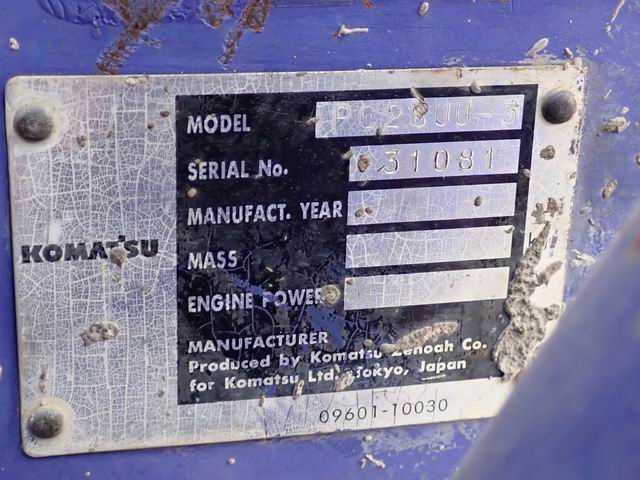 MODEL PC28UU-3
SERIAL No. 31081
MANUFACT. YEAR
KOMATSU
MASS
ENGINE POWER
MANUFACTURER
Produced by Komatsu Zenoah Co.
for Komatsu Ltd. Tokyo, Japan
09601-10030